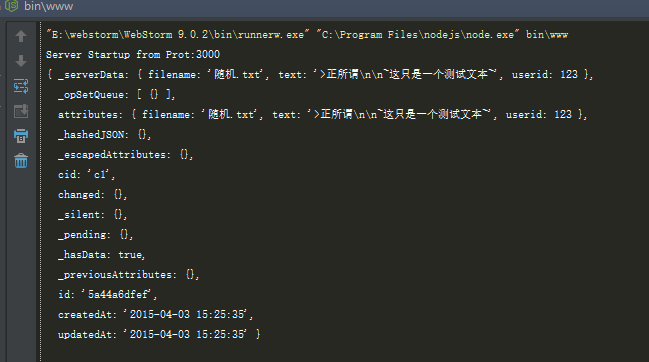 bin\www
"E:\webstorm\WebStorm 9.0.2\bin\runnerw.exe" "C:\Program Files\nodejs\node.exe" bin\www
Server Startup from Prot:3000
{ _serverData: { filename: '随机.txt', text: '>正所谓\n\n~这只是一个测试文本~', userid: 123 },
  _opSetQueue: [ {} ],
  attributes: { filename: '随机.txt', text: '>正所谓\n\n~这只是一个测试文本~', userid: 123 },
  _hashedJSON: {},
  _escapedAttributes: {},
  cid: 'c1',
  changed: {},
  _silent: {},
  _pending: {},
  _hasData: true,
  _previousAttributes: {},
  id: '5a44a6dfef',
  createdAt: '2015-04-03 15:25:35',
  updatedAt: '2015-04-03 15:25:35' }